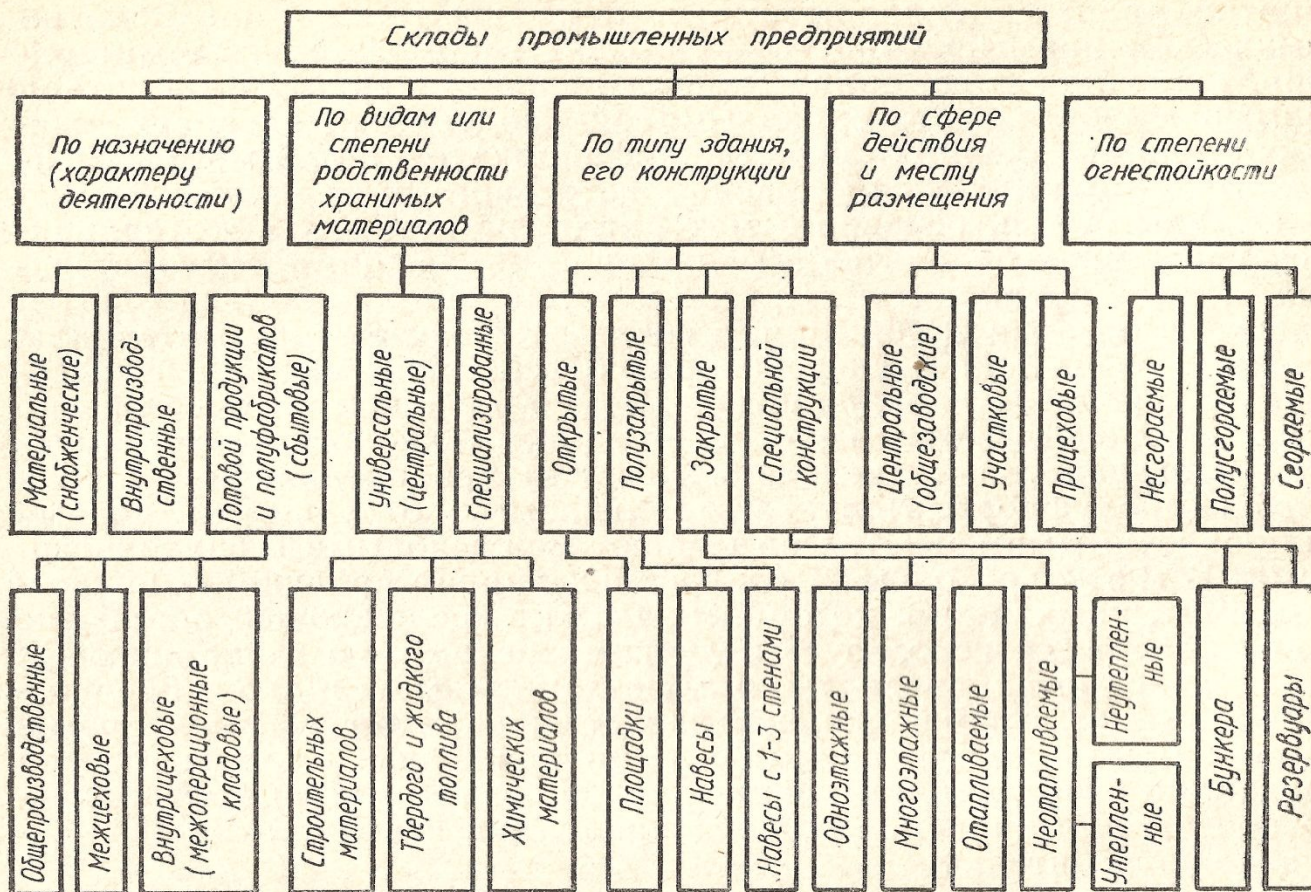 Склады промышленных предприятий
По назначению
(характеру
деятельности)
По видам или
степени
родственности
хранимых
материалов
По типу здания,
его конструкции
По сфере
действия
и месту
размещения
По степени
огнестойкости
Материальные
(снабженческие)
Внутрипроизвод-
ственные
Готовой продукции
и полуфабрикатов
(сбытовые)
Универсальные
(центральные)
Специализированные
Открытые
Полузакрытые
Закрытые
Специальной
конструкции
Центральные
(общезаводские)
Участковые
Прицеховые
Несгораемые
Полусгораемые
Сгораемые
Общепроизводственные
Межцеховые
Внутрицеховые
(межоперационные
кладовые)
Строительных
материалов
Твердого и жидкого
топлива
Химических
материалов
Площадки
Навесы
Навесы с 1-3 стенами
Одноэтажные
Многоэтажные
Отапливаемые
Неотапливаемые
Неутеплен-
ные
Утеплен-
ные
Бункера
Резервуары